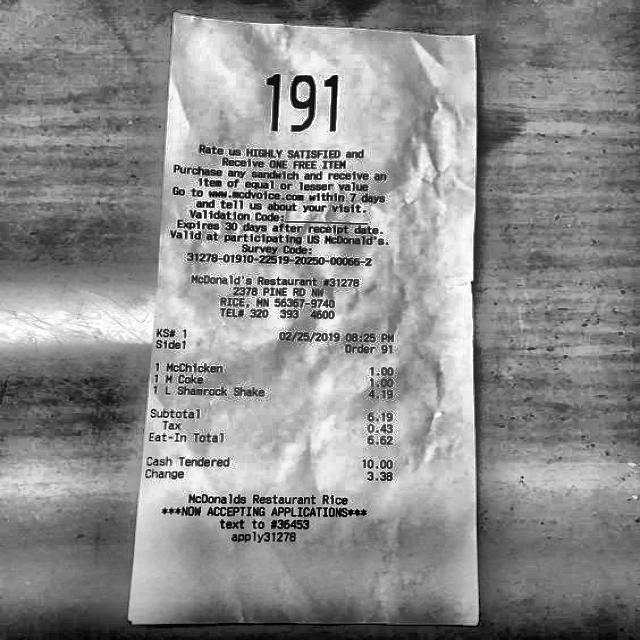 191
Rate us HIGHLY SATISFIED and
Receive ONE FREE ITEM
Purchase any sandwich and receive an
item of equal or lesser value
Go to www.mcdvoice.com within 7 days
and tell us about your visit.
Validation Code:
Expires 30 days after receipt date.
Valid at participating US McDonald's.
Survey Code:
31278-01910-22519-20250-00066-2
McDonald's Restaurant #31278
2378 PINE RD NW
RICE, MN 56367-9740
TEL# 320 393 4600
KS# 1 02/25/2019 08:25 PM
Side1 Order 91
1 McChicken 1.00
1 M Coke 1.00
1 L Shamrock Shake 4.19
Subtotal 6.19
Tax 0.43
Eat-In Total 6.62
Cash Tendered 10.00
Change 3.38
McDonalds Restaurant Rice
***NOW ACCEPTING APPLICATIONS***
text to #36453
apply31278